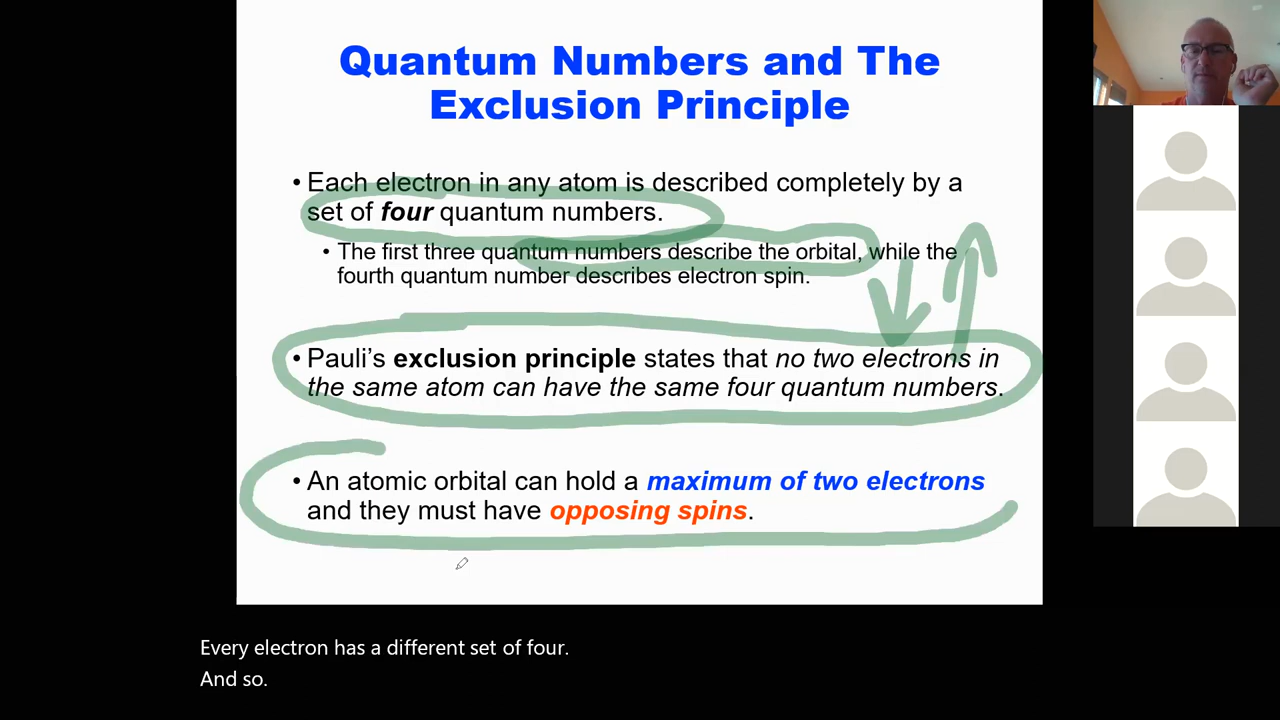 Quantum Numbers and The
Exclusion Principle
• Each electron in any atom is described completely by a
set of four quantum numbers.
• The first three quantum numbers describe the orbital, while the
fourth quantum number describes electron spin.
• Pauli’s exclusion principle states that no two electrons in
the same atom can have the same four quantum numbers.
• An atomic orbital can hold a maximum of two electrons
and they must have opposing spins.
Every electron has a different set of four.
And so.